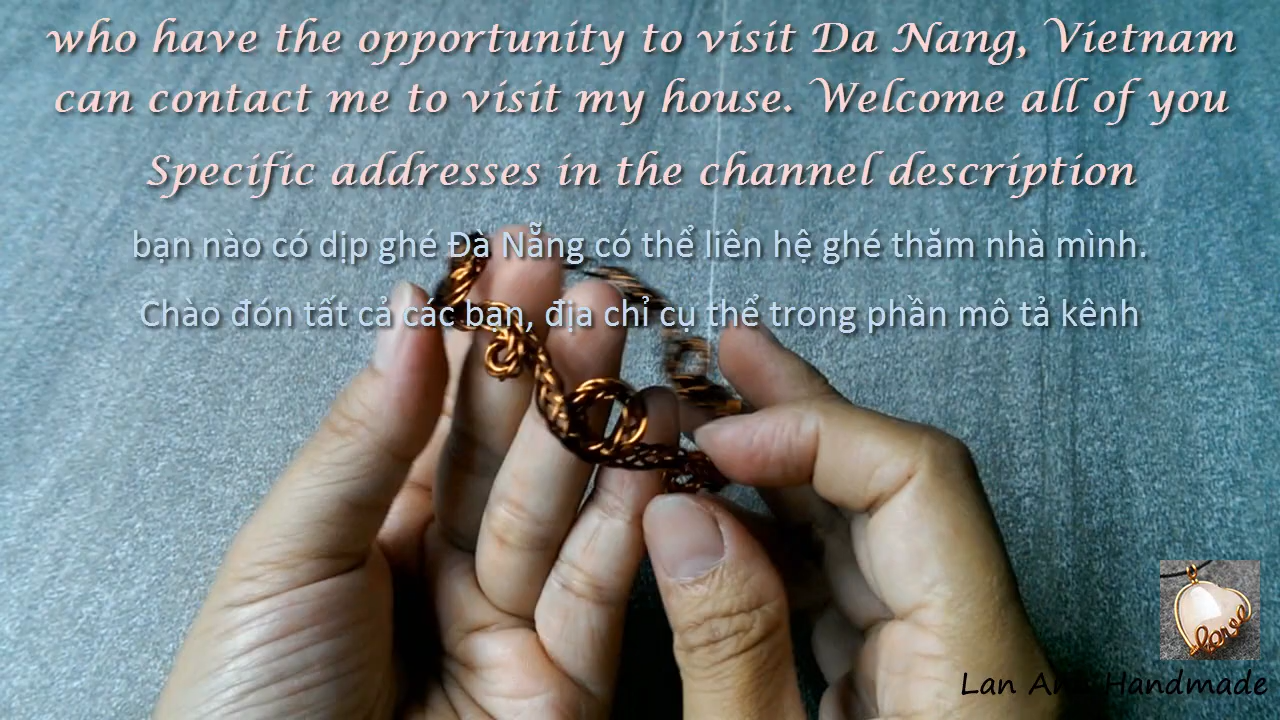 who have the opportunity to visit Da Nang, Vietnam
can contact me to visit my house. Welcome all of you
Specific addresses in the channel description
bạn nào có dịp ghé Đà Nẵng có thể liên hệ ghé thăm nhà mình.
Chào đón tất cả các bạn, địa chỉ cụ thể trong phần mô tả kênh
love
Lan Anh Handmade